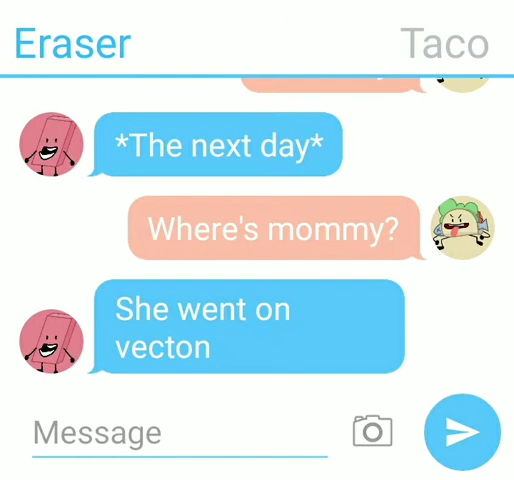 Eraser Taco
*The next day*
Where's mommy?
She went on
vecton
Message